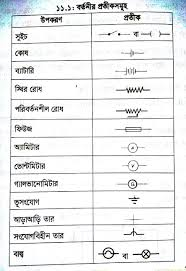 ১১.১: বর্তনীর প্রতীকসমূহ
উপকরণ প্রতীক
সুইচ বা
কোষ
ব্যাটারি
স্থির রোধ
পরিবর্তনশীল রোধ
ফিউজ
অ্যামিটার A
ভোল্টমিটার V
গ্যালভানোমিটার G
ভূসংযোগ
আড়াআড়ি তার
সংযোগবিহীন তার
বাল্ব বা